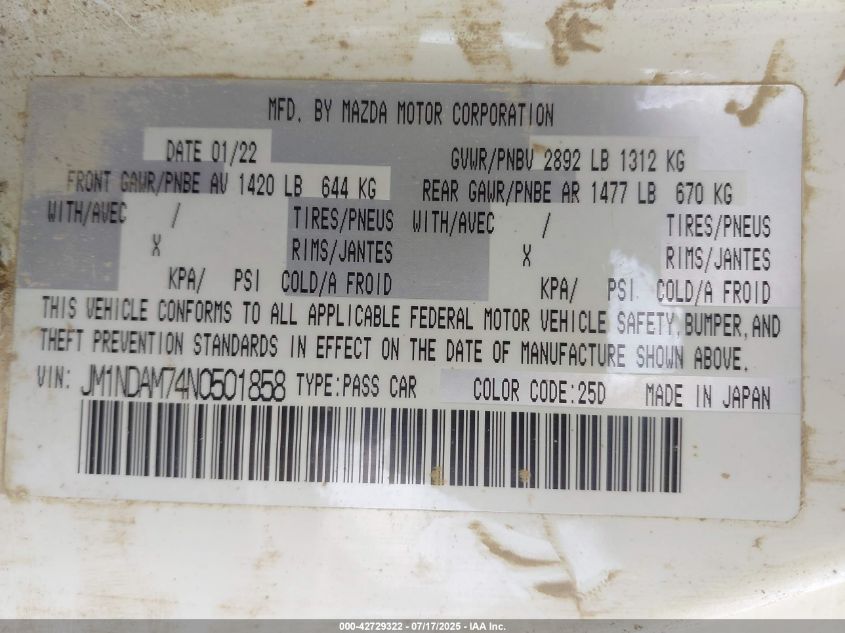 MFD. BY MAZDA MOTOR CORPORATION
DATE 01/22 GVWR/PNBV 2892 LB 1312 KG
FRONT GAWR/PNBE AV 1420 LB 644 KG REAR GAWR/PNBE AR 1477 LB 670 KG
WITH/AVEC / TIRES/PNEUS WITH/AVEC / TIRES/PNEUS
X RIMS/JANTES X RIMS/JANTES
KPA/ PSI COLD/A FROID KPA/ PSI COLD/A FROID
THIS VEHICLE CONFORMS TO ALL APPLICABLE FEDERAL MOTOR VEHICLE SAFETY, BUMPER, AND
THEFT PREVENTION STANDARDS IN EFFECT ON THE DATE OF MANUFACTURE SHOWN ABOVE.
VIN: JM1NDAM74N0501858 TYPE:PASS CAR COLOR CODE:25D MADE IN JAPAN
000-42729322 - 07/17/2025 - IAA Inc.